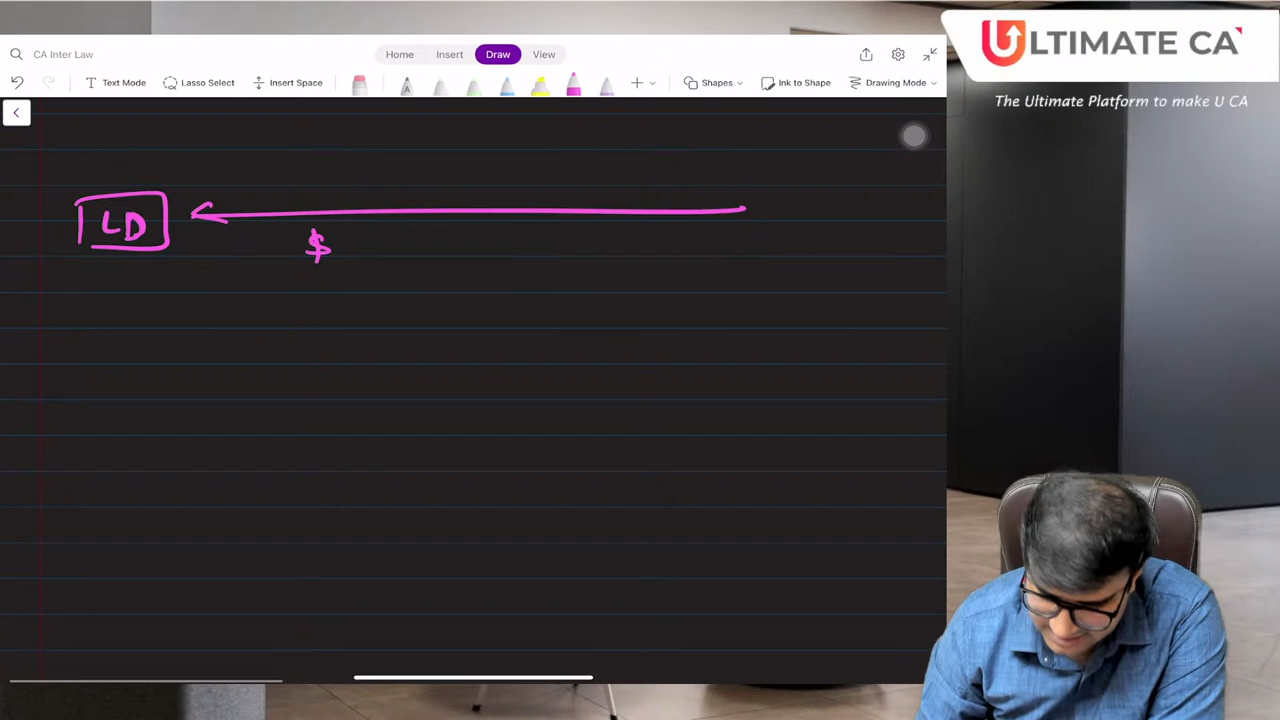 ULTIMATE CA
The Ultimate Platform to make U CA
CA Inter Law
Home Insert Draw View
Text Mode Lasso Select Insert Space Shapes Ink to Shape Drawing Mode
LD
$